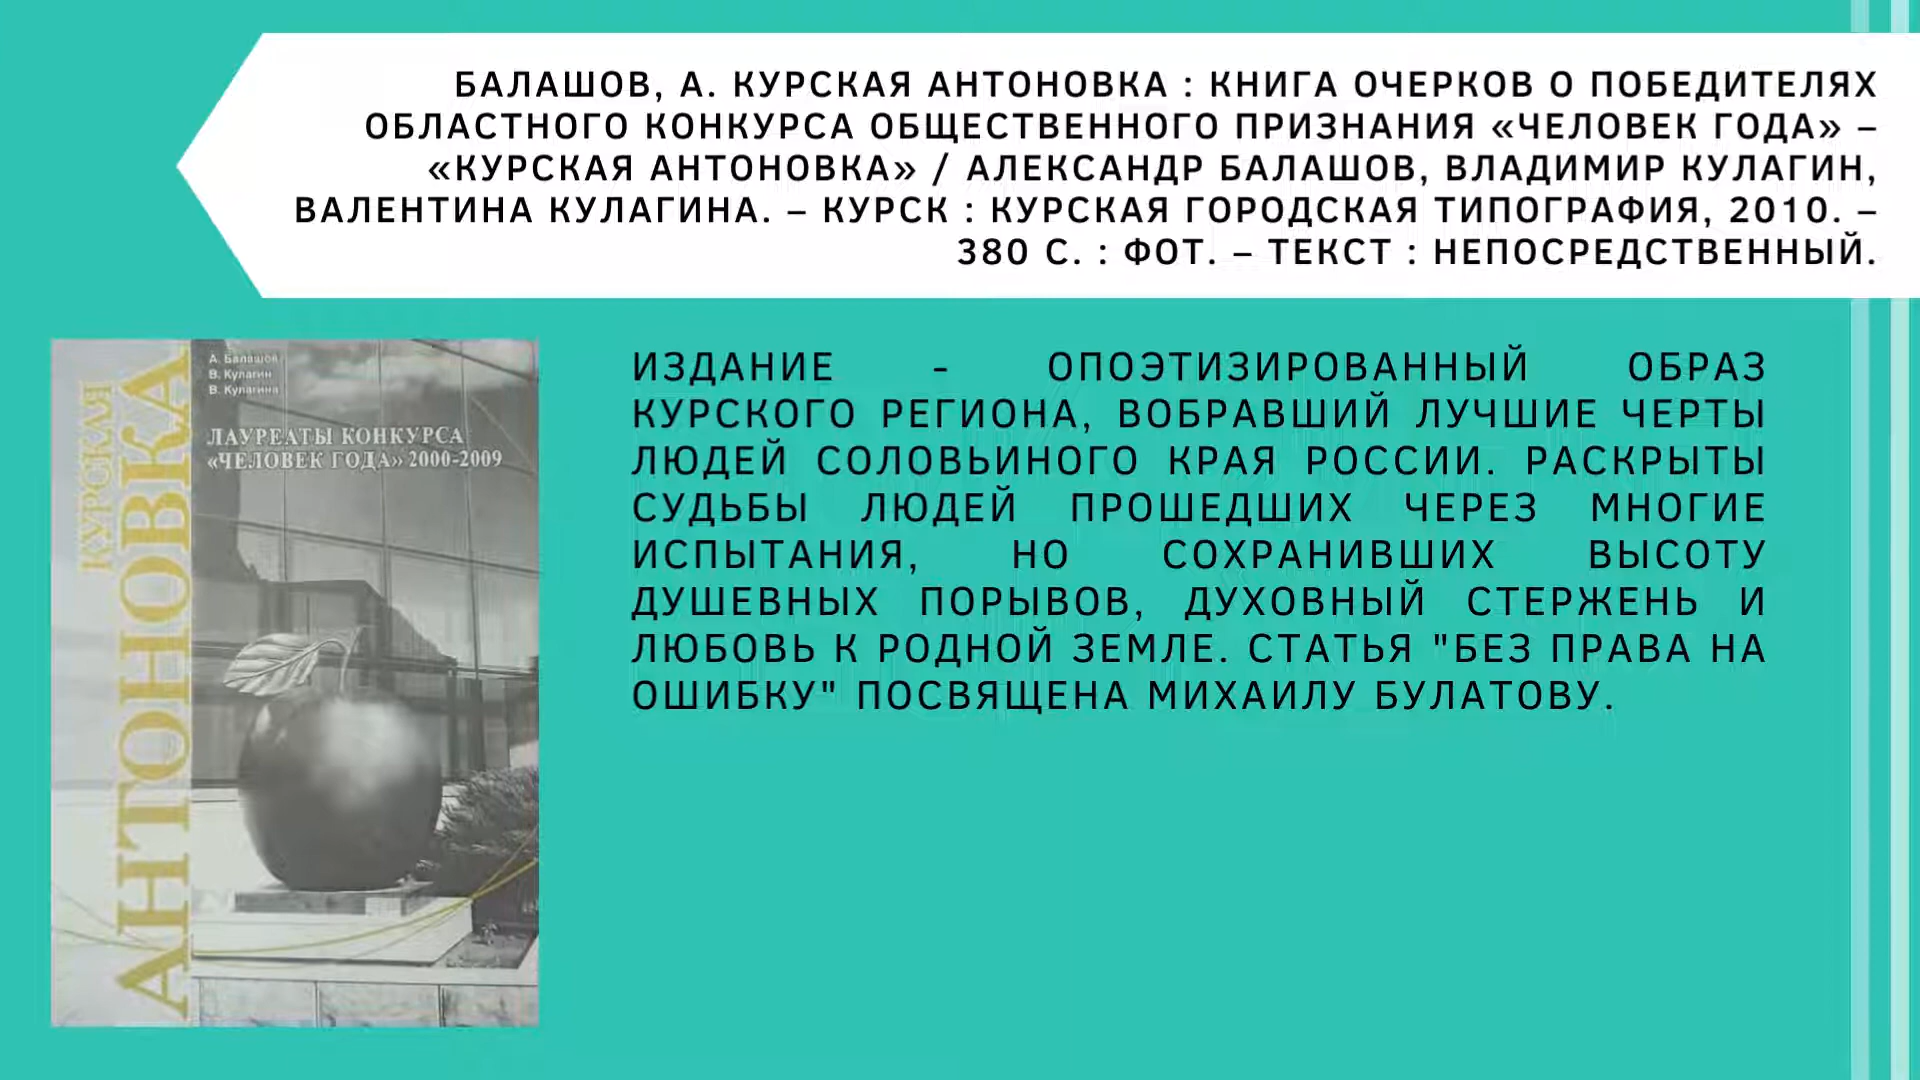 БАЛАШОВ, А. КУРСКАЯ АНТОНОВКА : КНИГА ОЧЕРКОВ О ПОБЕДИТЕЛЯХ
ОБЛАСТНОГО КОНКУРСА ОБЩЕСТВЕННОГО ПРИЗНАНИЯ «ЧЕЛОВЕК ГОДА» –
«КУРСКАЯ АНТОНОВКА» / АЛЕКСАНДР БАЛАШОВ, ВЛАДИМИР КУЛАГИН,
ВАЛЕНТИНА КУЛАГИНА. – КУРСК : КУРСКАЯ ГОРОДСКАЯ ТИПОГРАФИЯ, 2010. –
380 С. : ФОТ. – ТЕКСТ : НЕПОСРЕДСТВЕННЫЙ.
КУРСКАЯ
АНТОНОВКА
А. Балашов
В. Кулагин
В. Кулагина
ЛАУРЕАТЫ КОНКУРСА
«ЧЕЛОВЕК ГОДА» 2000-2009
ИЗДАНИЕ - ОПОЭТИЗИРОВАННЫЙ ОБРАЗ
КУРСКОГО РЕГИОНА, ВОБРАВШИЙ ЛУЧШИЕ ЧЕРТЫ
ЛЮДЕЙ СОЛОВЬИНОГО КРАЯ РОССИИ. РАСКРЫТЫ
СУДЬБЫ ЛЮДЕЙ ПРОШЕДШИХ ЧЕРЕЗ МНОГИЕ
ИСПЫТАНИЯ, НО СОХРАНИВШИХ ВЫСОТУ
ДУШЕВНЫХ ПОРЫВОВ, ДУХОВНЫЙ СТЕРЖЕНЬ И
ЛЮБОВЬ К РОДНОЙ ЗЕМЛЕ. СТАТЬЯ "БЕЗ ПРАВА НА
ОШИБКУ" ПОСВЯЩЕНА МИХАИЛУ БУЛАТОВУ.